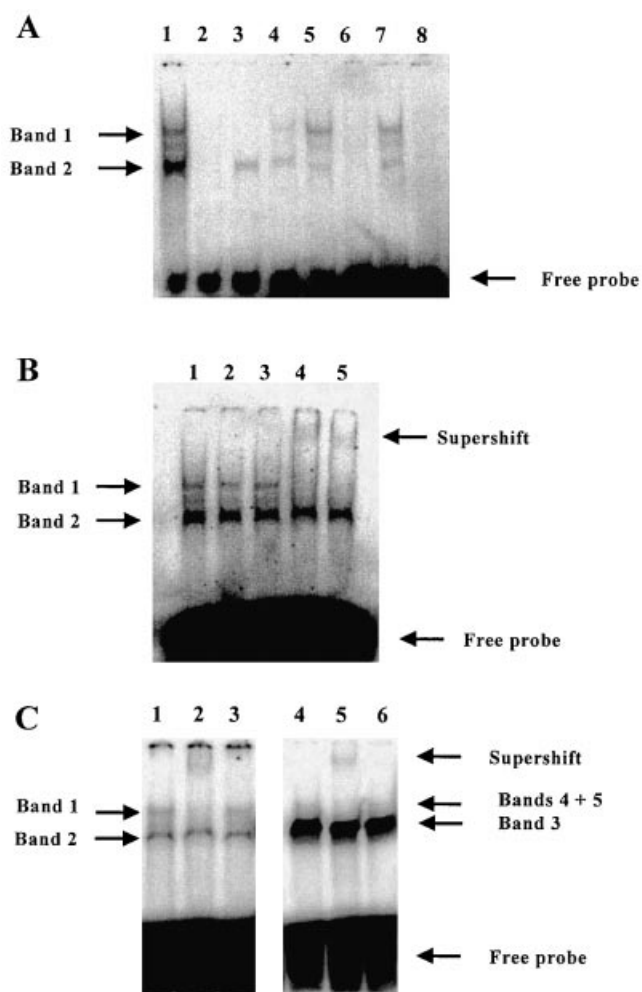 A
1 2 3 4 5 6 7 8
Band 1
Band 2
Free probe
B
1 2 3 4 5
Supershift
Band 1
Band 2
Free probe
C
1 2 3 4 5 6
Supershift
Band 1
Bands 4 + 5
Band 3
Band 2
Free probe